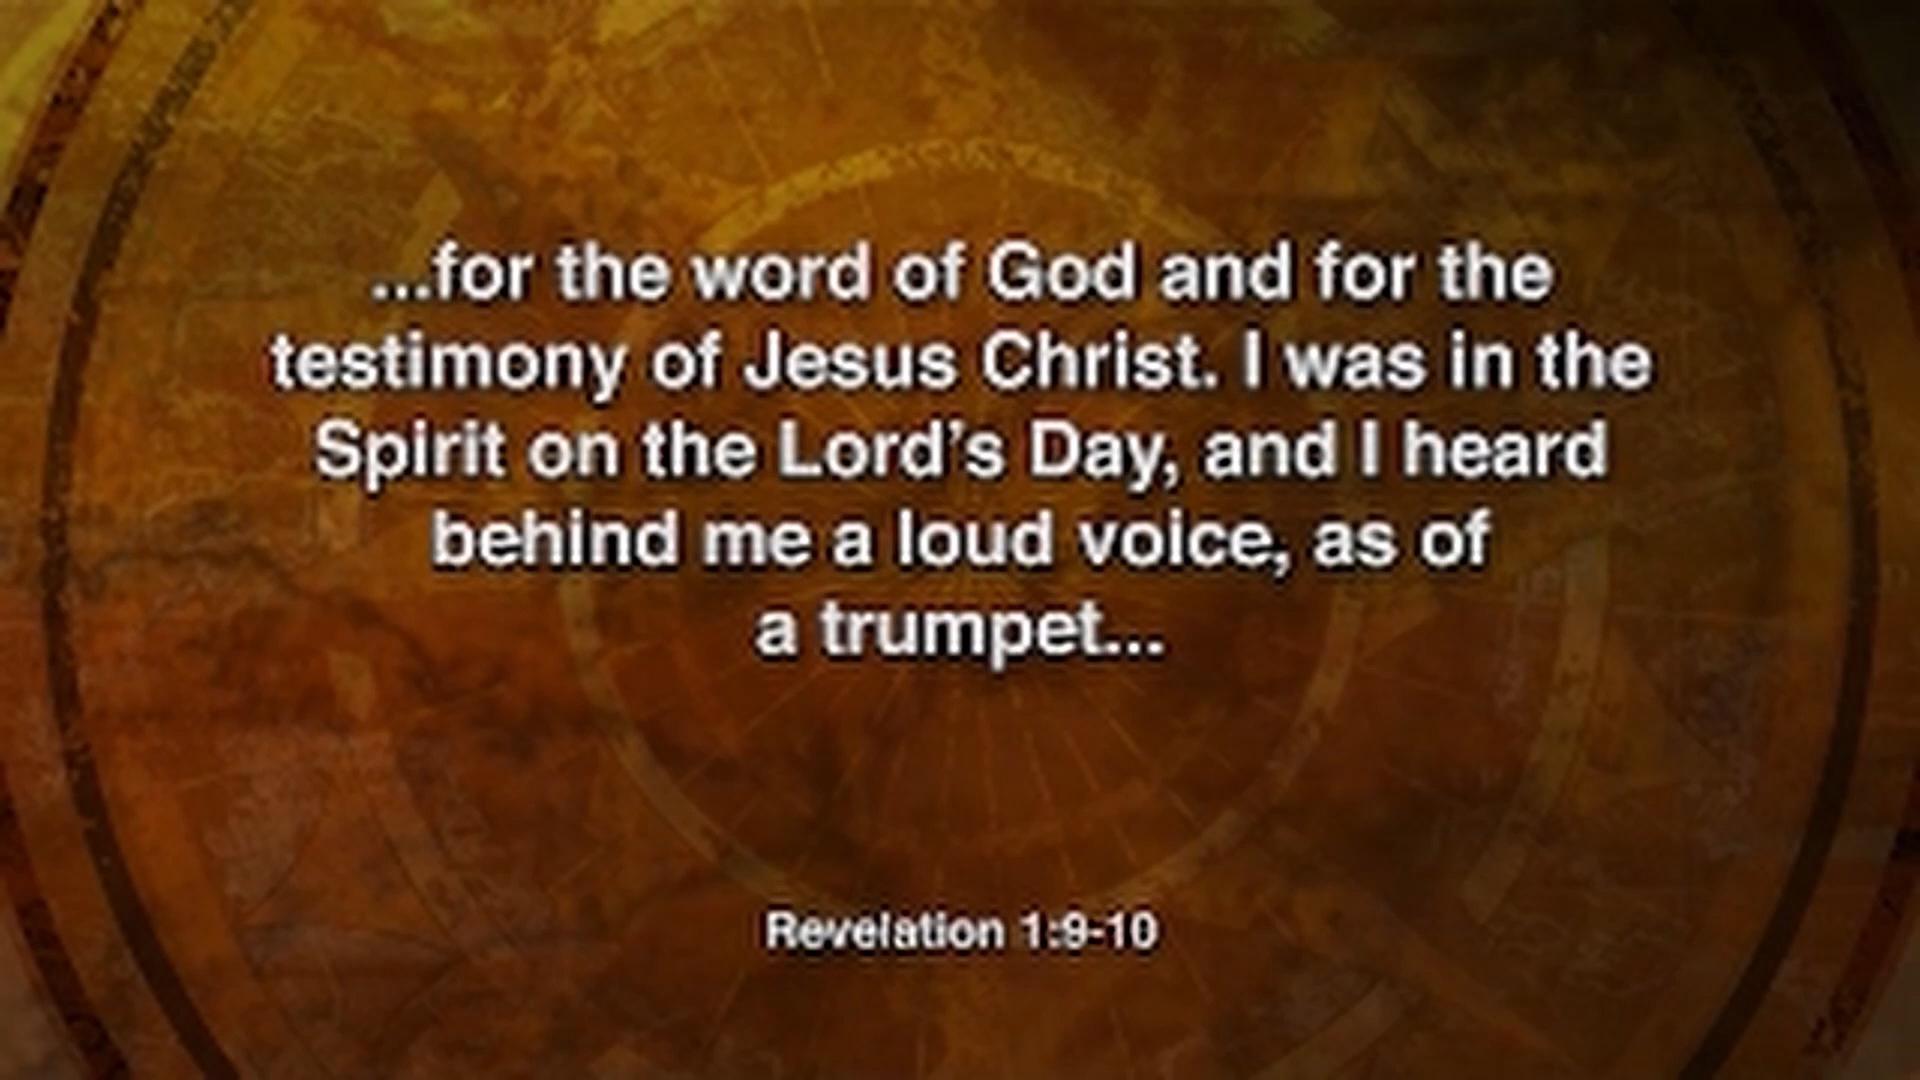 ...for the word of God and for the
testimony of Jesus Christ. I was in the
Spirit on the Lord’s Day, and I heard
behind me a loud voice, as of
a trumpet...
Revelation 1:9-10